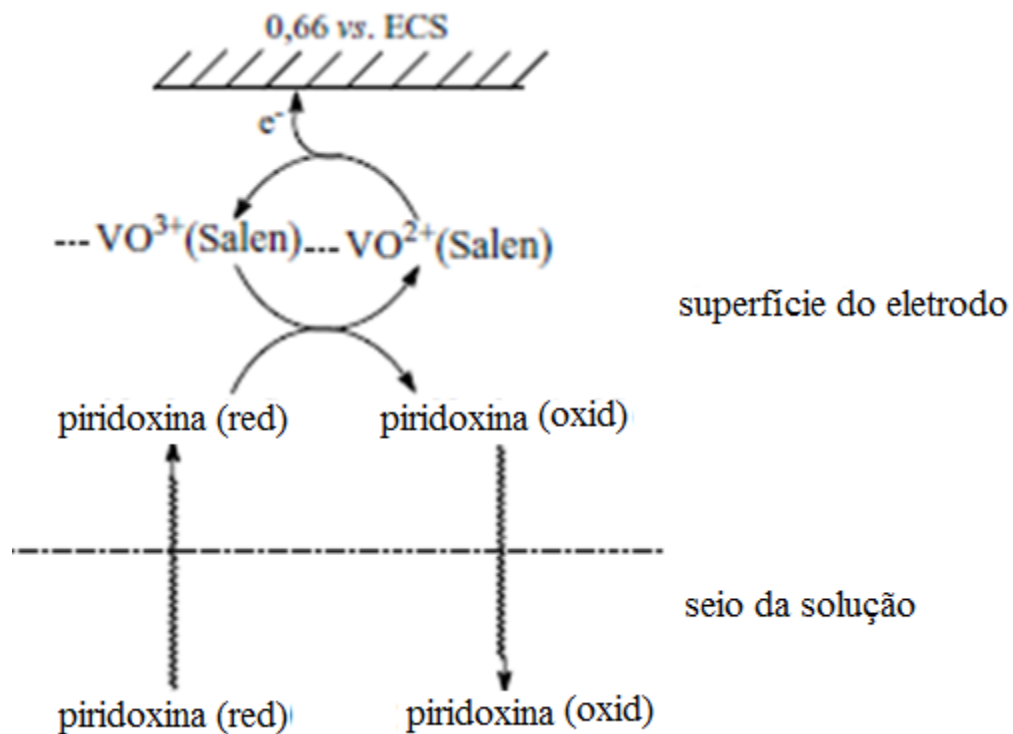 0,66 vs. ECS
e-
---VO³⁺(Salen)---VO²⁺(Salen)
superfície do eletrodo
piridoxina (red) piridoxina (oxid)
seio da solução
piridoxina (red) piridoxina (oxid)